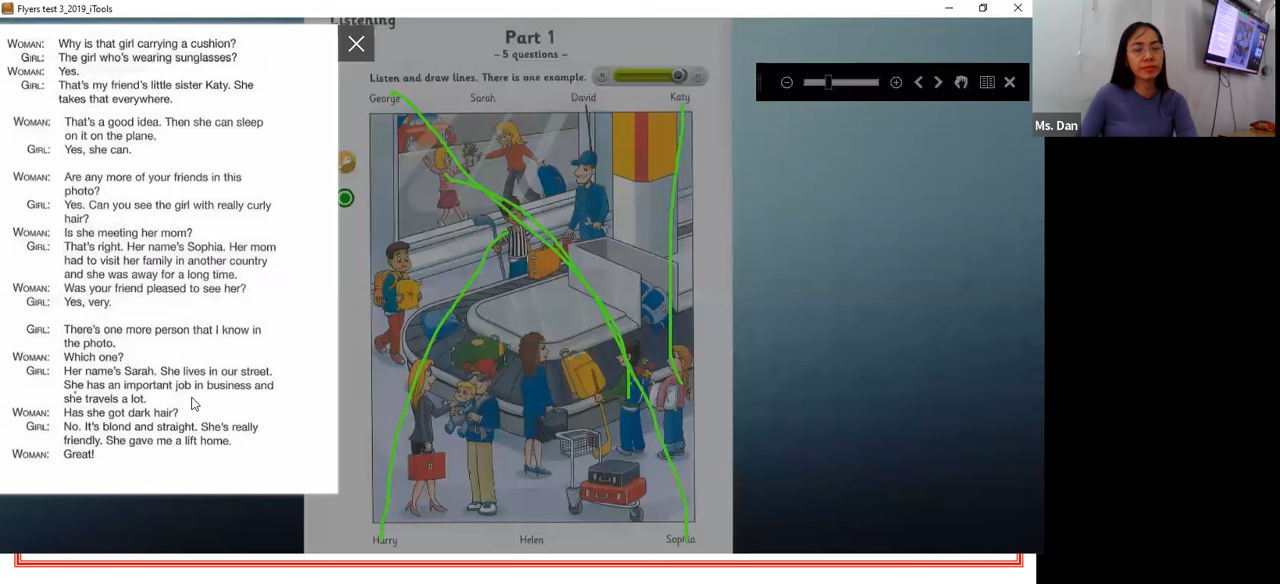 Flyers test 3_2019_iTools
WOMAN: Why is that girl carrying a cushion?
GIRL: The girl who's wearing sunglasses?
WOMAN: Yes.
GIRL: That's my friend's little sister Katy. She
takes that everywhere.
WOMAN: That's a good idea. Then she can sleep
on it on the plane.
GIRL: Yes, she can.
WOMAN: Are any more of your friends in this
photo?
GIRL: Yes. Can you see the girl with really curly
hair?
WOMAN: Is she meeting her mom?
GIRL: That's right. Her name's Sophia. Her mom
had to visit her family in another country
and she was away for a long time.
WOMAN: Was your friend pleased to see her?
GIRL: Yes, very.
GIRL: There's one more person that I know in
the photo.
WOMAN: Which one?
GIRL: Her name's Sarah. She lives in our street.
She has an important job in business and
she travels a lot.
WOMAN: Has she got dark hair?
GIRL: No. It's blond and straight. She's really
friendly. She gave me a lift home.
WOMAN: Great!
Listening
Part 1
– 5 questions –
Listen and draw lines. There is one example.
George Sarah David Katy
Harry Helen Sophia
Ms. Dan